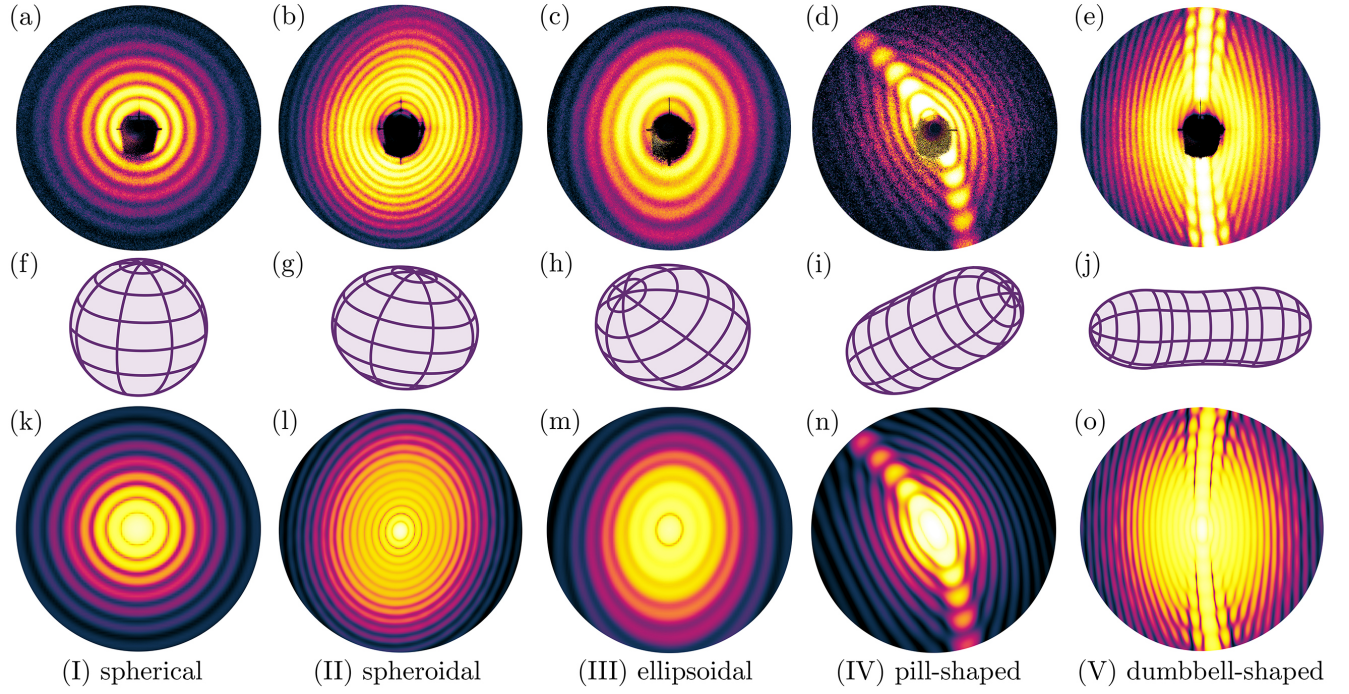 (a) (b) (c) (d) (e)
(f) (g) (h) (i) (j)
(k) (l) (m) (n) (o)
(I) spherical (II) spheroidal (III) ellipsoidal (IV) pill-shaped (V) dumbbell-shaped